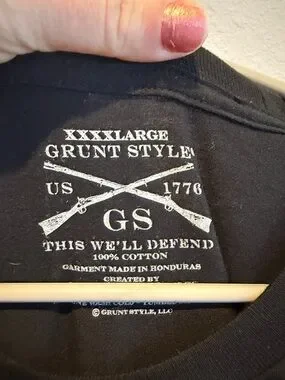 XXXXLARGE
GRUNT STYLE
US 1776
GS
THIS WE'LL DEFEND
100% COTTON
GARMENT MADE IN HONDURAS
CREATED BY
© GRUNT STYLE, LLC